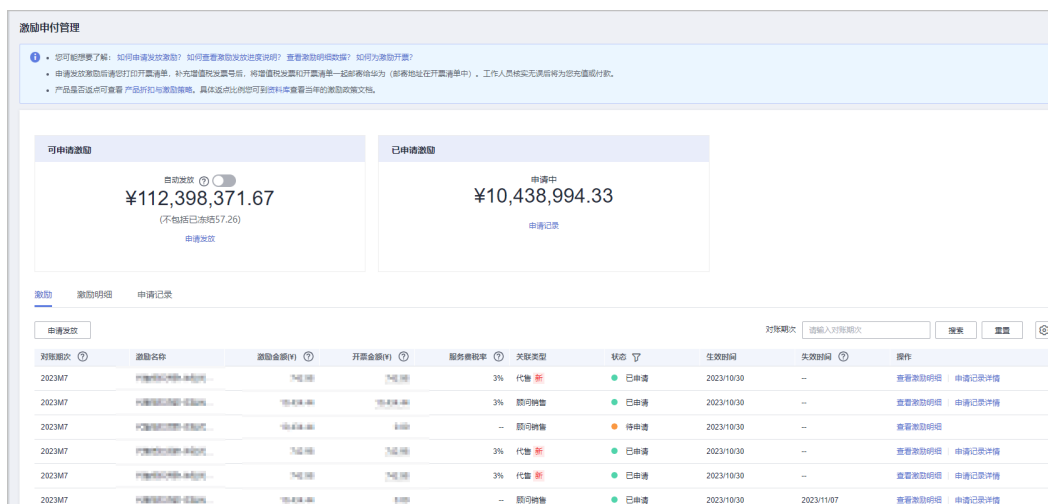 激励申付管理
您可能想要了解： 如何申请发放激励？ 如何查看激励发放进度说明？ 查看激励明细数据？ 如何为激励开票？
申请发放激励后请您打印开票清单，补充增值税发票号后，将增值税发票和开票清单一起邮寄给华为（邮寄地址在开票清单中）。工作人员核实无误后将为您充值或付款。
产品是否返点可查看 产品折扣与激励策略。具体返点比例您可到资料库查看当年的激励政策文档。
可申请激励 已申请激励
自动发放 申请中
¥112,398,371.67 ¥10,438,994.33
(不包括已冻结57.26) 申请记录
申请发放
激励 激励明细 申请记录
申请发放 对账期次 请输入对账期次 搜索 重置
对账期次 激励名称 激励金额(¥) 开票金额(¥) 服务费税率 关联类型 状态 生效时间 失效时间 操作
2023M7 3% 代售 新 已申请 2023/10/30 -- 查看激励明细 申请记录详情
2023M7 3% 顾问销售 已申请 2023/10/30 -- 查看激励明细 申请记录详情
2023M7 -- 顾问销售 待申请 2023/10/30 -- 查看激励明细
2023M7 3% 代售 新 已申请 2023/10/30 -- 查看激励明细 申请记录详情
2023M7 3% 代售 新 已申请 2023/10/30 -- 查看激励明细 申请记录详情
2023M7 -- 顾问销售 已申请 2023/10/30 2023/11/07 查看激励明细 申请记录详情